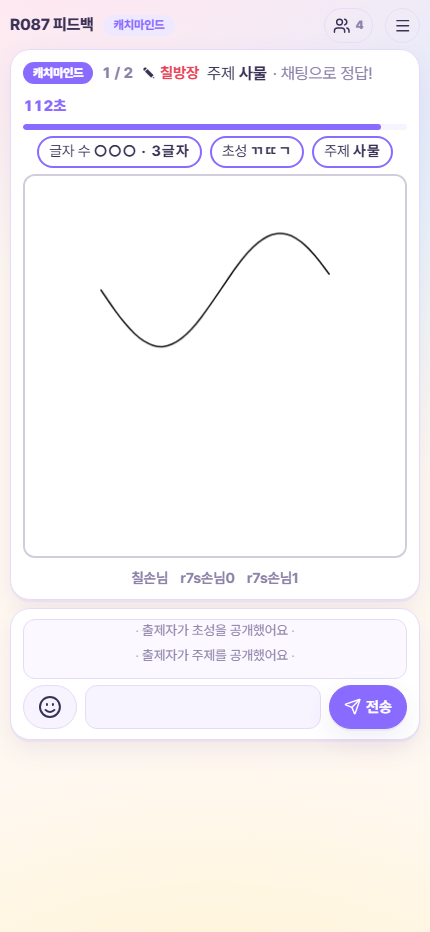 R087 피드백 캐치마인드 4
캐치마인드 1 / 2 칠방장 주제 사물 · 채팅으로 정답!
112초
글자 수 〇〇〇 · 3글자 초성 ㄲㄸㄱ 주제 사물
칠손님 r7s손님0 r7s손님1
· 출제자가 초성을 공개했어요 ·
· 출제자가 주제를 공개했어요 ·
전송